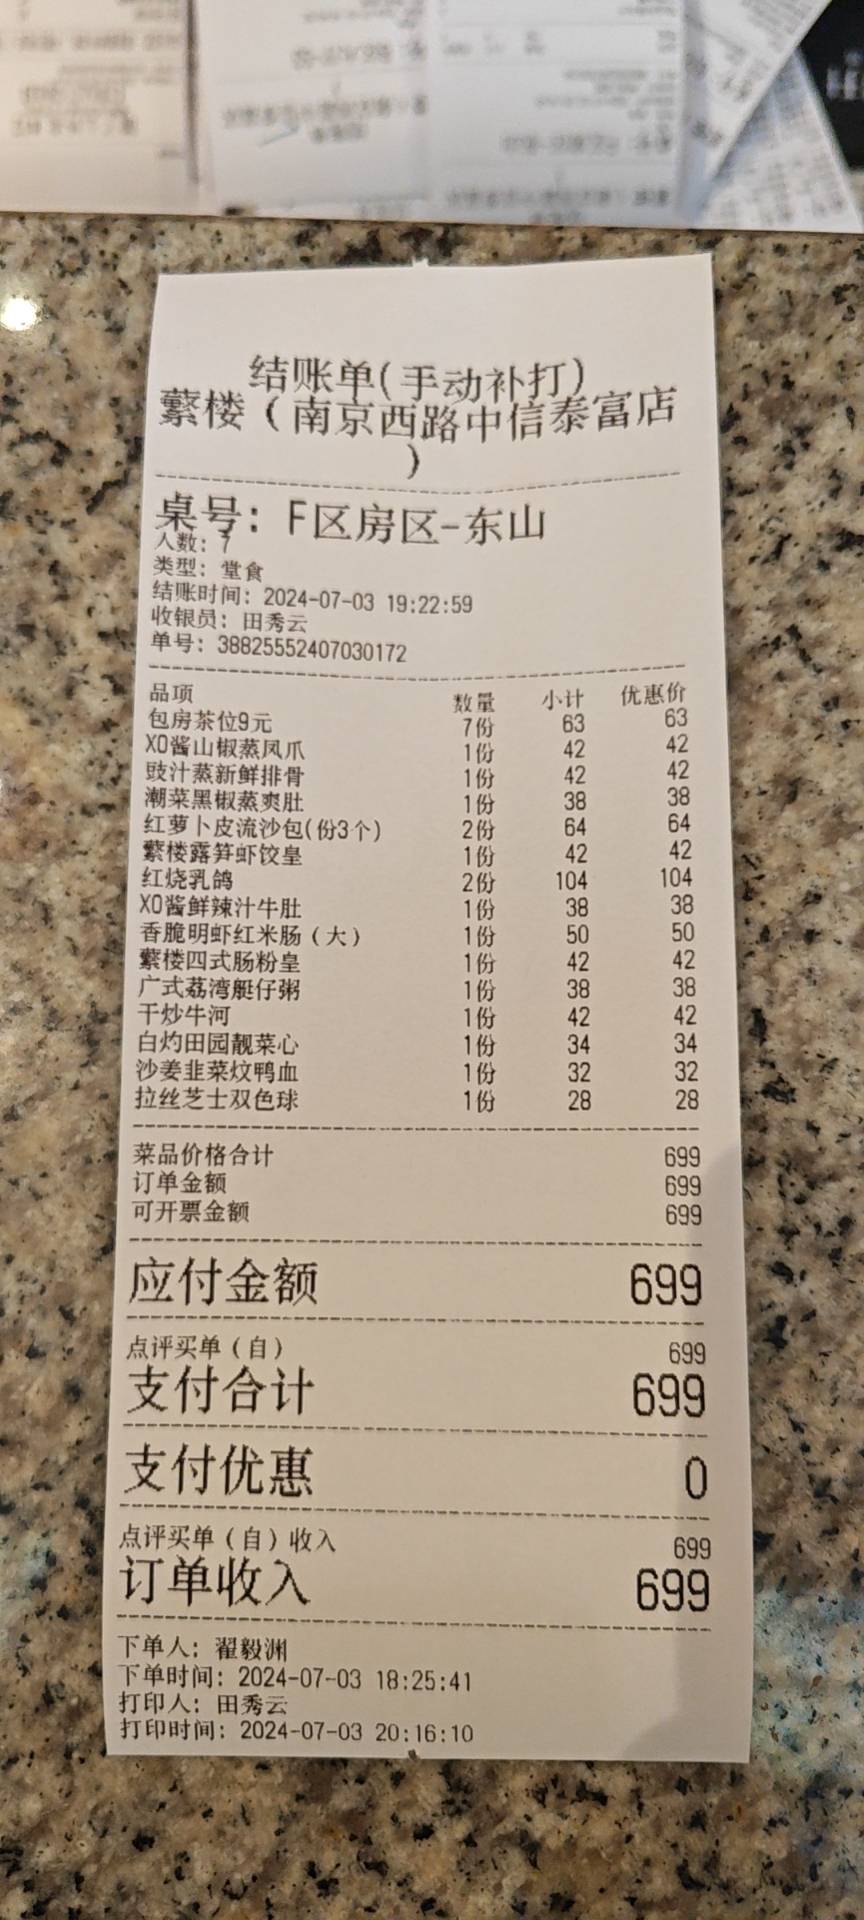 结账单(手动补打)
蘩楼（南京西路中信泰富店
）
桌号: F区房区-东山
人数: 7
类型: 堂食
结账时间: 2024-07-03 19:22:59
收银员: 田秀云
单号: 38825552407030172
品项 数量 小计 优惠价
包房茶位9元 7份 63 63
XO酱山椒蒸凤爪 1份 42 42
豉汁蒸新鲜排骨 1份 42 42
潮菜黑椒蒸爽肚 1份 38 38
红萝卜皮流沙包(份3个) 2份 64 64
蘩楼露笋虾饺皇 1份 42 42
红烧乳鸽 2份 104 104
XO酱鲜辣汁牛肚 1份 38 38
香脆明虾红米肠（大） 1份 50 50
蘩楼四式肠粉皇 1份 42 42
广式荔湾艇仔粥 1份 38 38
干炒牛河 1份 42 42
白灼田园靓菜心 1份 34 34
沙姜韭菜炆鸭血 1份 32 32
拉丝芝士双色球 1份 28 28
菜品价格合计 699
订单金额 699
可开票金额 699
应付金额 699
点评买单（自） 699
支付合计 699
支付优惠 0
点评买单（自）收入 699
订单收入 699
下单人: 翟毅渊
下单时间: 2024-07-03 18:25:41
打印人: 田秀云
打印时间: 2024-07-03 20:16:10